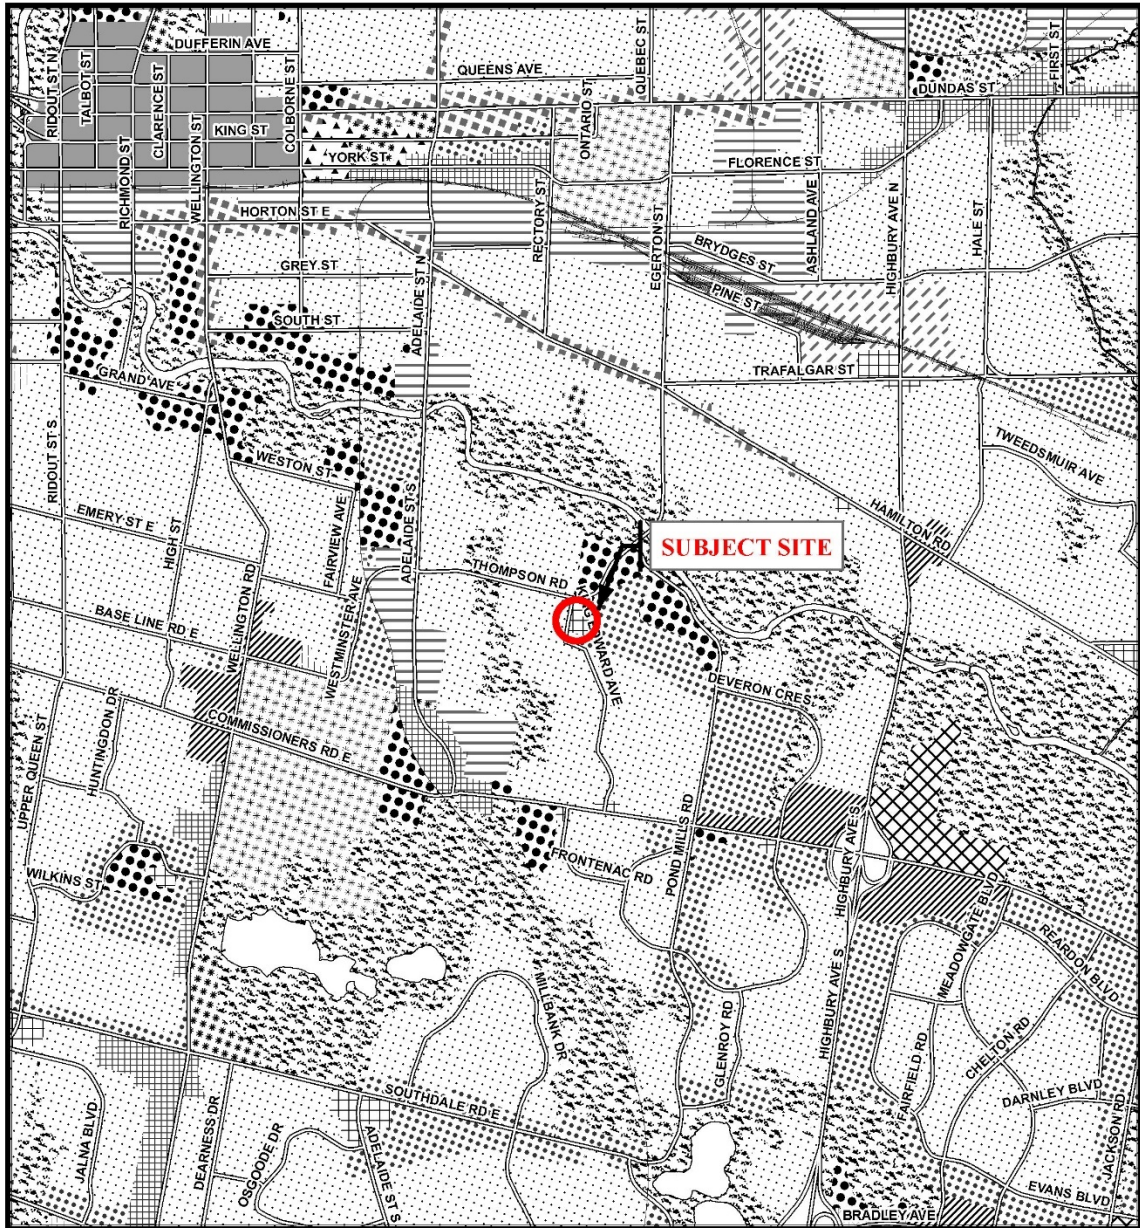 DUFFERIN AVE
QUEENS AVE
QUEBEC ST
FIRST ST
DUNDAS ST
RIDOUT ST N
TALBOT ST
CLARENCE ST
COLBORNE ST
KING ST
ONTARIO ST
YORK ST
FLORENCE ST
RICHMOND ST
WELLINGTON ST
HORTON ST E
RECTORY ST
EGERTON ST
ASHLAND AVE
HIGHBURY AVE N
HALE ST
BRYDGES ST
GREY ST
ADELAIDE ST N
PINE ST
SOUTH ST
GRAND AVE
TRAFALGAR ST
RIDOUT ST S
WESTON ST
TWEEDSMUIR AVE
EMERY ST E
HIGH ST
FAIRVIEW AVE
ADELAIDE ST S
HAMILTON RD
SUBJECT SITE
THOMPSON RD
BASE LINE RD E
WELLINGTON RD
WESTMINSTER AVE
DEVERON CRES
HUNTINGDON DR
COMMISSIONERS RD E
UPPER QUEEN ST
POND MILLS RD
HIGHBURY AVE S
FRONTENAC RD
WILKINS ST
MEADOWGATE BLVD
REARDON BLVD
MILLBANK DR
HIGHBURY AVE S
GLENROY RD
FAIRFIELD RD
CHELTON RD
SOUTHDALE RD E
DARNLEY BLVD
JALNA BLVD
DEARNESS DR
OSGOODE DR
ADELAIDE ST S
JACKSON RD
EVANS BLVD
BRADLEY AVE